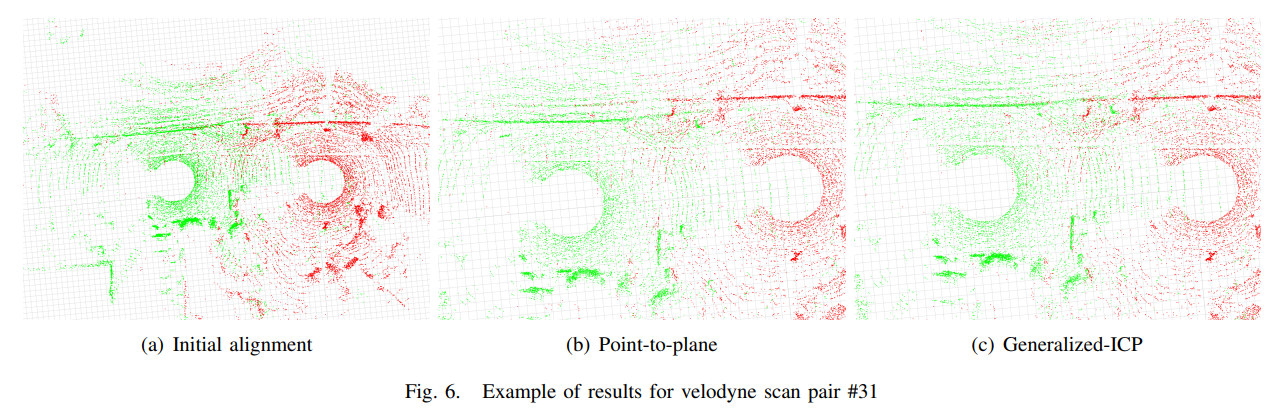 (a) Initial alignment
(b) Point-to-plane
(c) Generalized-ICP
Fig. 6. Example of results for velodyne scan pair #31